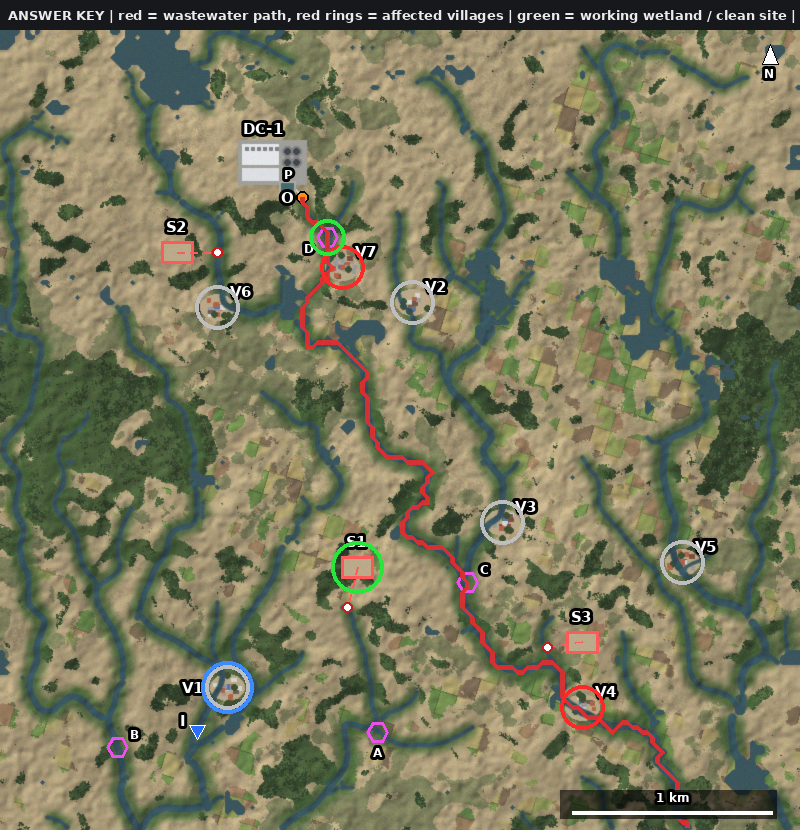 ANSWER KEY | red = wastewater path, red rings = affected villages | green = working wetland / clean site |
N
DC-1
P
O
S2
D
V7
V6
V2
V3
S1
V5
C
S3
V1
V4
I
B
A
1 km